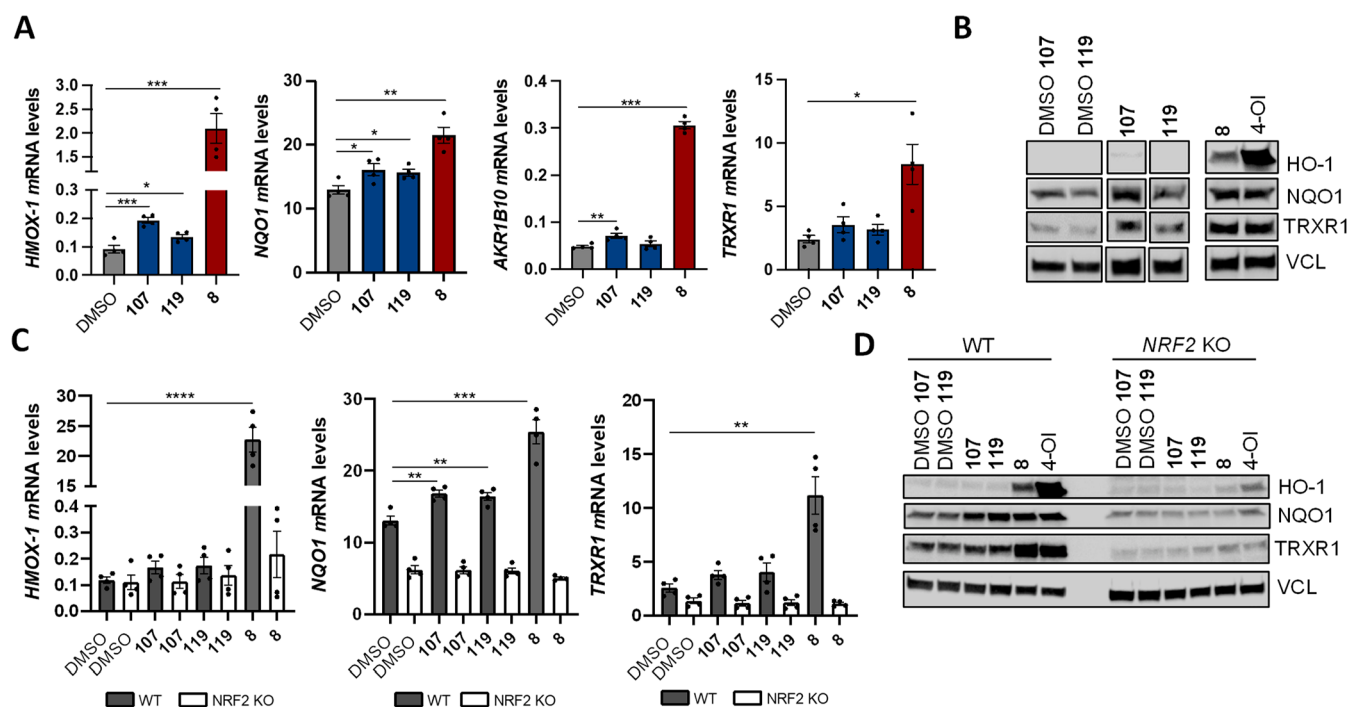 A
HMOX-1 mRNA levels
3.0
2.5
2.0
1.5
1.0
0.3
0.2
0.1
0.0
***
*
***
DMSO
107
119
8
NQO1 mRNA levels
30
20
10
0
**
*
*
DMSO
107
119
8
AKR1B10 mRNA levels
0.4
0.3
0.2
0.1
0.0
***
**
DMSO
107
119
8
TRXR1 mRNA levels
15
10
5
0
*
DMSO
107
119
8
B
DMSO 107
DMSO 119
107
119
8
4-OI
HO-1
NQO1
TRXR1
VCL
C
HMOX-1 mRNA levels
30
25
20
15
10
0.4
0.3
0.2
0.1
0.0
****
DMSO
DMSO
107
107
119
119
8
8
WT
NRF2 KO
NQO1 mRNA levels
30
20
10
0
***
**
**
DMSO
DMSO
107
107
119
119
8
8
WT
NRF2 KO
TRXR1 mRNA levels
20
15
10
5
0
**
DMSO
DMSO
107
107
119
119
8
8
WT
NRF2 KO
D
WT
NRF2 KO
DMSO 107
DMSO 119
107
119
8
4-OI
DMSO 107
DMSO 119
107
119
8
4-OI
HO-1
NQO1
TRXR1
VCL